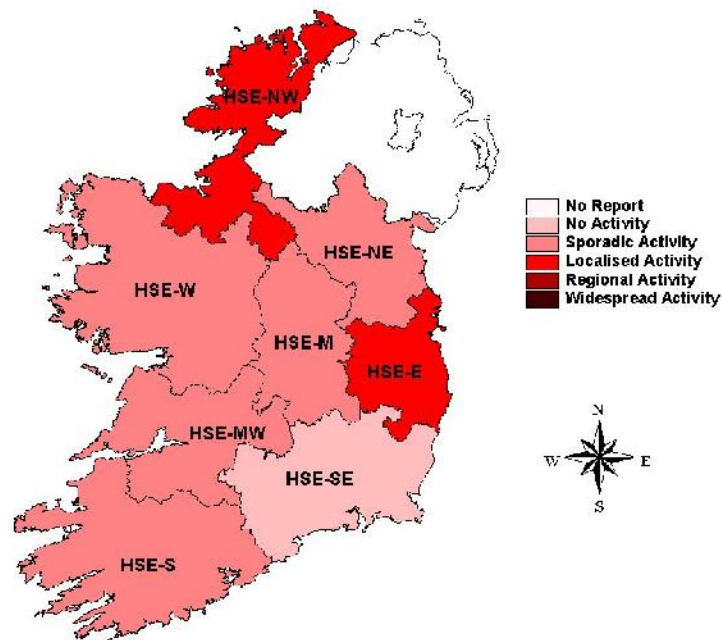 HSE-NW
No Report
No Activity
Sporadic Activity
Localised Activity
Regional Activity
Widespread Activity
HSE-NE
HSE-W
HSE-M
HSE-E
HSE-MW
HSE-SE
HSE-S
N
W
E
S